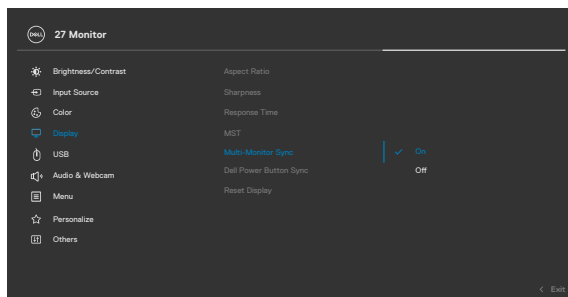 DELL
27 Monitor
Brightness/Contrast
Input Source
Color
Display
USB
Audio & Webcam
Menu
Personalize
Others
Aspect Ratio
Sharpness
Response Time
MST
Multi-Monitor Sync
Dell Power Button Sync
Reset Display
On
Off
< Exit